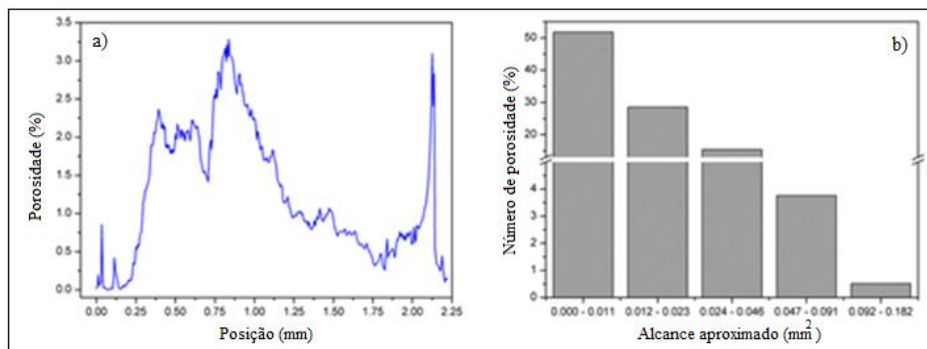 a)
3.5
3.0
2.5
2.0
1.5
1.0
0.5
0.0
Porosidade (%)
0.00 0.25 0.50 0.75 1.00 1.25 1.50 1.75 2.00 2.25
Posição (mm)
b)
50
40
30
20
4
3
2
1
0
Número de porosidade (%)
0.000 - 0.011 0.012 - 0.023 0.024 - 0.046 0.047 - 0.091 0.092 - 0.182
Alcance aproximado (mm²)